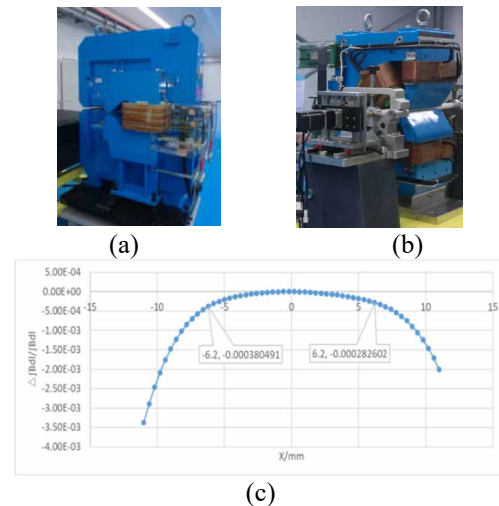 (a)
(b)
5.00E-04
0.00E+00
-15
-10
-5
0
5
10
15
-5.00E-04
-1.00E-03
-1.50E-03
-2.00E-03
-2.50E-03
-3.00E-03
-3.50E-03
-4.00E-03
-6.2, -0.000380491
6.2, -0.000282602
△∫Bdl/∫Bdl
X/mm
(c)